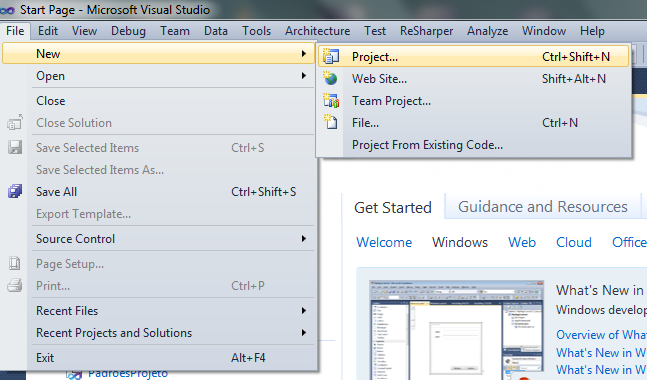 Start Page - Microsoft Visual Studio
File Edit View Debug Team Data Tools Architecture Test ReSharper Analyze Window Help
New
Open
Close
Close Solution
Save Selected Items Ctrl+S
Save Selected Items As...
Save All Ctrl+Shift+S
Export Template...
Source Control
Page Setup...
Print... Ctrl+P
Recent Files
Recent Projects and Solutions
Exit Alt+F4
Project... Ctrl+Shift+N
Web Site... Shift+Alt+N
Team Project...
File... Ctrl+N
Project From Existing Code...
Get Started Guidance and Resources
Welcome Windows Web Cloud Office
What's New in
Windows develop
Overview of What
What's New in W
What's New in W
PadroesProjeto